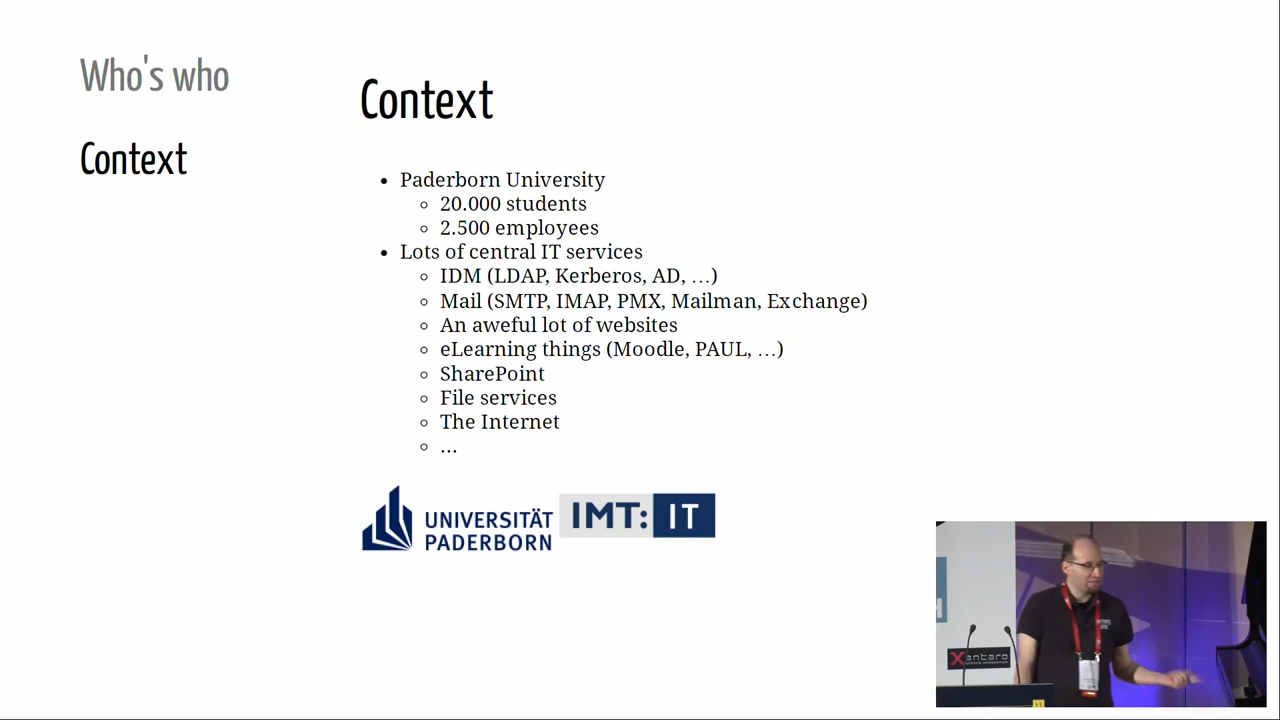 Who's who
Context
Context
Paderborn University
20.000 students
2.500 employees
Lots of central IT services
IDM (LDAP, Kerberos, AD, …)
Mail (SMTP, IMAP, PMX, Mailman, Exchange)
An aweful lot of websites
eLearning things (Moodle, PAUL, …)
SharePoint
File services
The Internet
…
UNIVERSITÄT
PADERBORN
IMT: IT
Xantaro